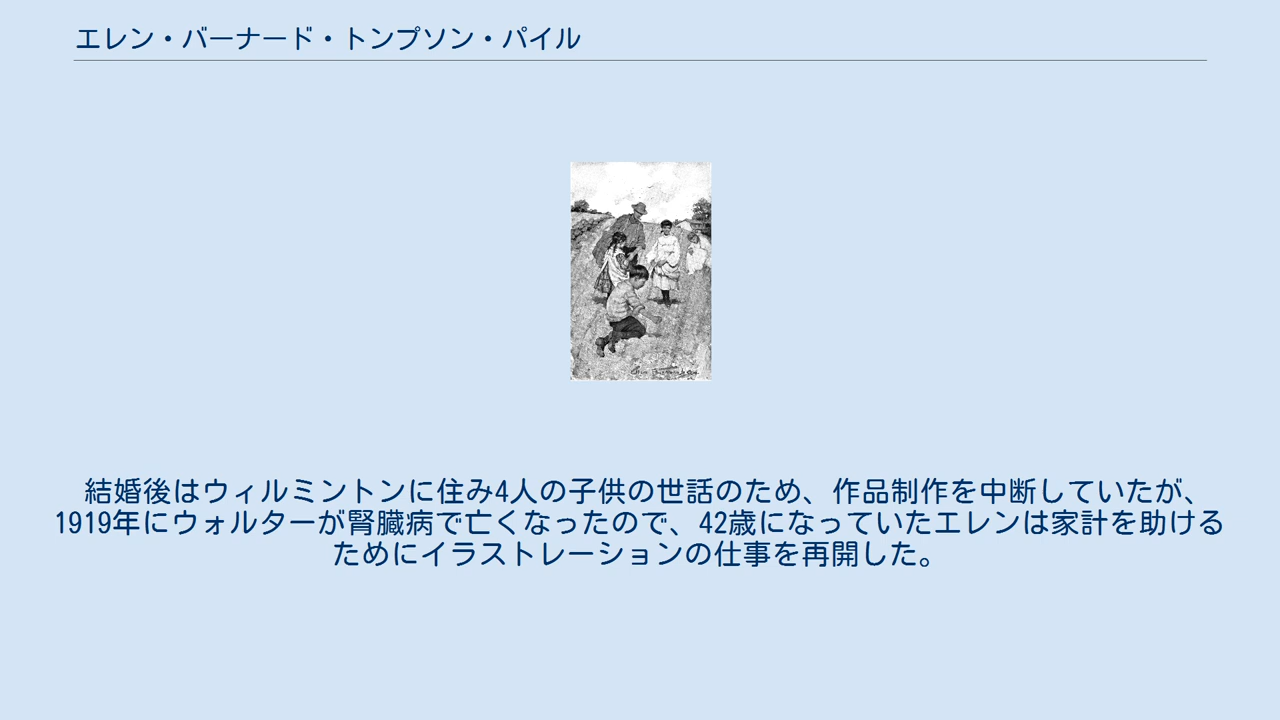 エレン・バーナード・トンプソン・パイル
結婚後はウィルミントンに住み4人の子供の世話のため、作品制作を中断していたが、
1919年にウォルターが腎臓病で亡くなったので、42歳になっていたエレンは家計を助ける
ためにイラストレーションの仕事を再開した。